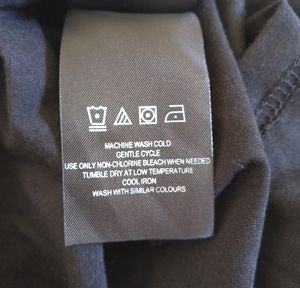 MACHINE WASH COLD
GENTLE CYCLE
USE ONLY NON-CHLORINE BLEACH WHEN NEEDED
TUMBLE DRY AT LOW TEMPERATURE
COOL IRON
WASH WITH SIMILAR COLOURS